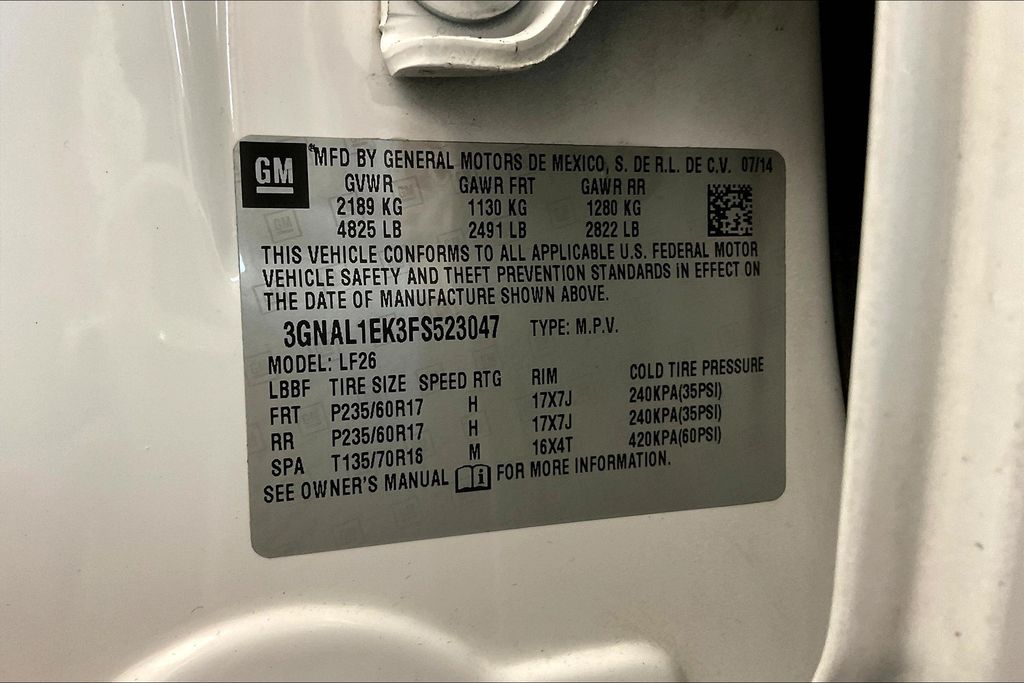 GM MFD BY GENERAL MOTORS DE MEXICO, S. DE R.L. DE C.V. 07/14
GVWR GAWR FRT GAWR RR
2189 KG 1130 KG 1280 KG
4825 LB 2491 LB 2822 LB
THIS VEHICLE CONFORMS TO ALL APPLICABLE U.S. FEDERAL MOTOR
VEHICLE SAFETY AND THEFT PREVENTION STANDARDS IN EFFECT ON
THE DATE OF MANUFACTURE SHOWN ABOVE.
3GNAL1EK3FS523047 TYPE: M.P.V.
MODEL: LF26
LBBF TIRE SIZE SPEED RTG RIM COLD TIRE PRESSURE
FRT P235/60R17 H 17X7J 240KPA(35PSI)
RR P235/60R17 H 17X7J 240KPA(35PSI)
SPA T135/70R16 M 16X4T 420KPA(60PSI)
SEE OWNER'S MANUAL i FOR MORE INFORMATION.